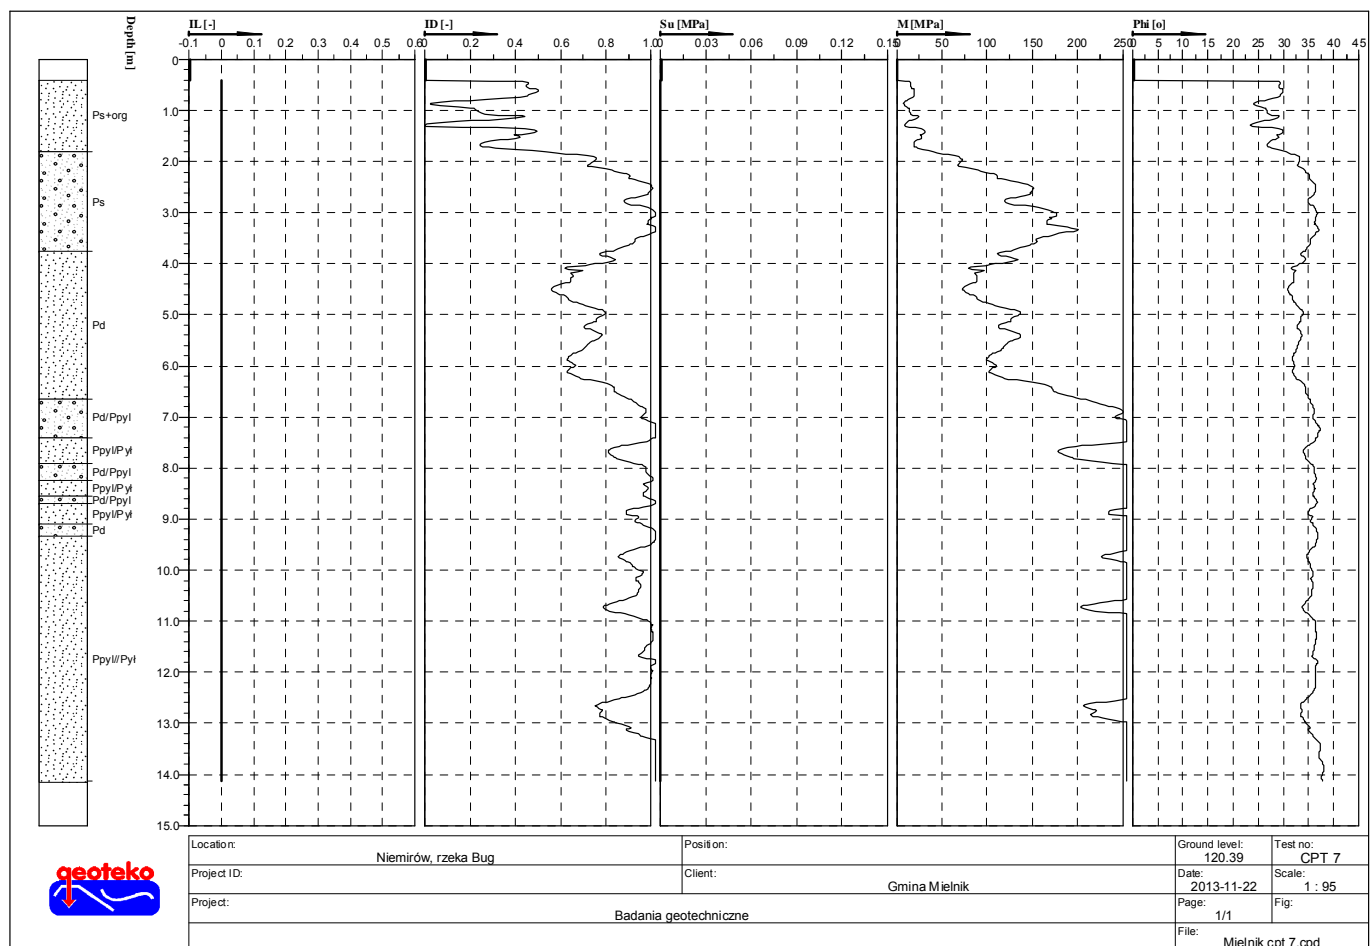 Depth [m]
IL [-]
ID [-]
Su [MPa]
M [MPa]
Phi [o]
-0.1 0 0.1 0.2 0.3 0.4 0.5 0.6
0 0.2 0.4 0.6 0.8 1.0
0 0.03 0.06 0.09 0.12 0.15
0 50 100 150 200 250
0 5 10 15 20 25 30 35 40 45
0
1.0
Ps+org
2.0
Ps
3.0
4.0
5.0
Pd
6.0
7.0
Pd/Ppyl
Ppyl/Pył
8.0
Pd/Ppyl
Ppyl/Pył
Pd/Ppyl
Ppyl/Pył
9.0
Pd
10.0
11.0
Ppyl//Pył
12.0
13.0
14.0
15.0
geoteko
Location:
Niemirów, rzeka Bug
Position:
Ground level:
120.39
Test no:
CPT 7
Project ID:
Client:
Gmina Mielnik
Date:
2013-11-22
Scale:
1 : 95
Project:
Badania geotechniczne
Page:
1/1
Fig:
File:
Mielnik cpt 7.cpd